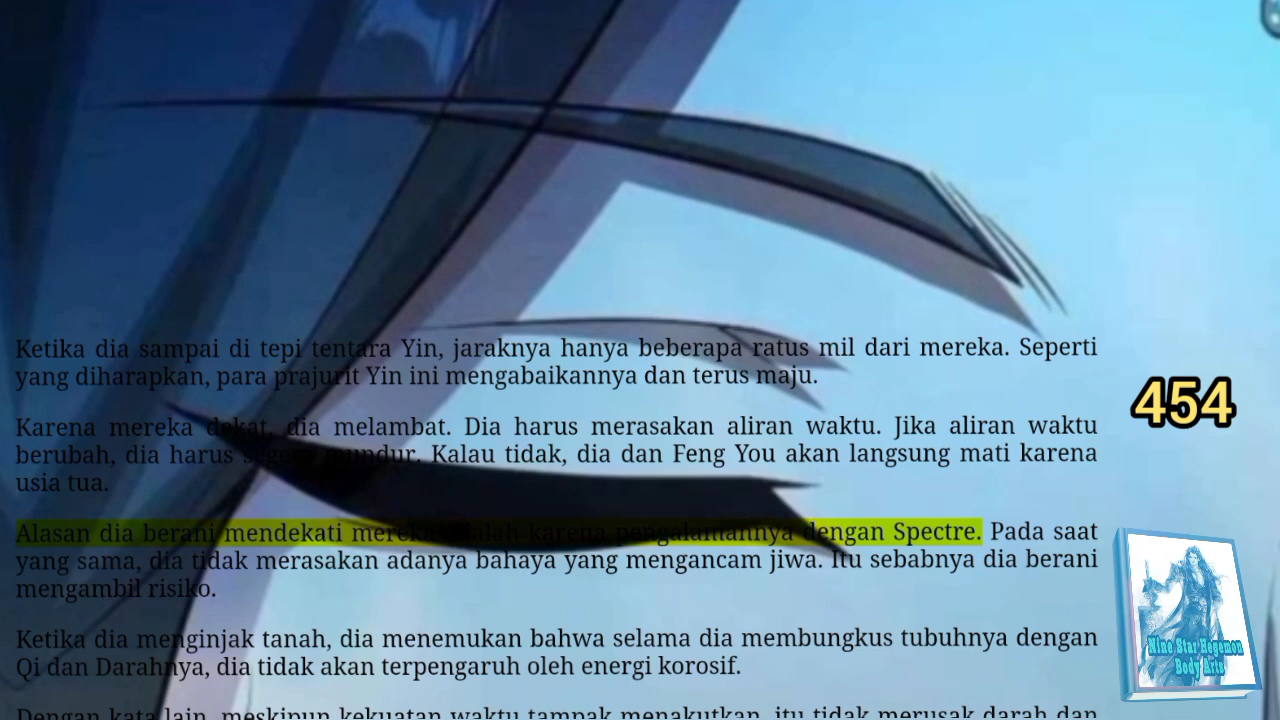 Ketika dia sampai di tepi tentara Yin, jaraknya hanya beberapa ratus mil dari mereka. Seperti
yang diharapkan, para prajurit Yin ini mengabaikannya dan terus maju.
Karena mereka dekat, dia melambat. Dia harus merasakan aliran waktu. Jika aliran waktu
berubah, dia harus segera mundur. Kalau tidak, dia dan Feng You akan langsung mati karena
usia tua.
454
Alasan dia berani mendekati mereka adalah karena pengalamannya dengan Spectre. Pada saat
yang sama, dia tidak merasakan adanya bahaya yang mengancam jiwa. Itu sebabnya dia berani
mengambil risiko.
Ketika dia menginjak tanah, dia menemukan bahwa selama dia membungkus tubuhnya dengan
Qi dan Darahnya, dia tidak akan terpengaruh oleh energi korosif.
Nine Star Hegemon
Body Arts
Dengan kata lain, meskipun kekuatan waktu tampak menakutkan, itu tidak merusak darah dan